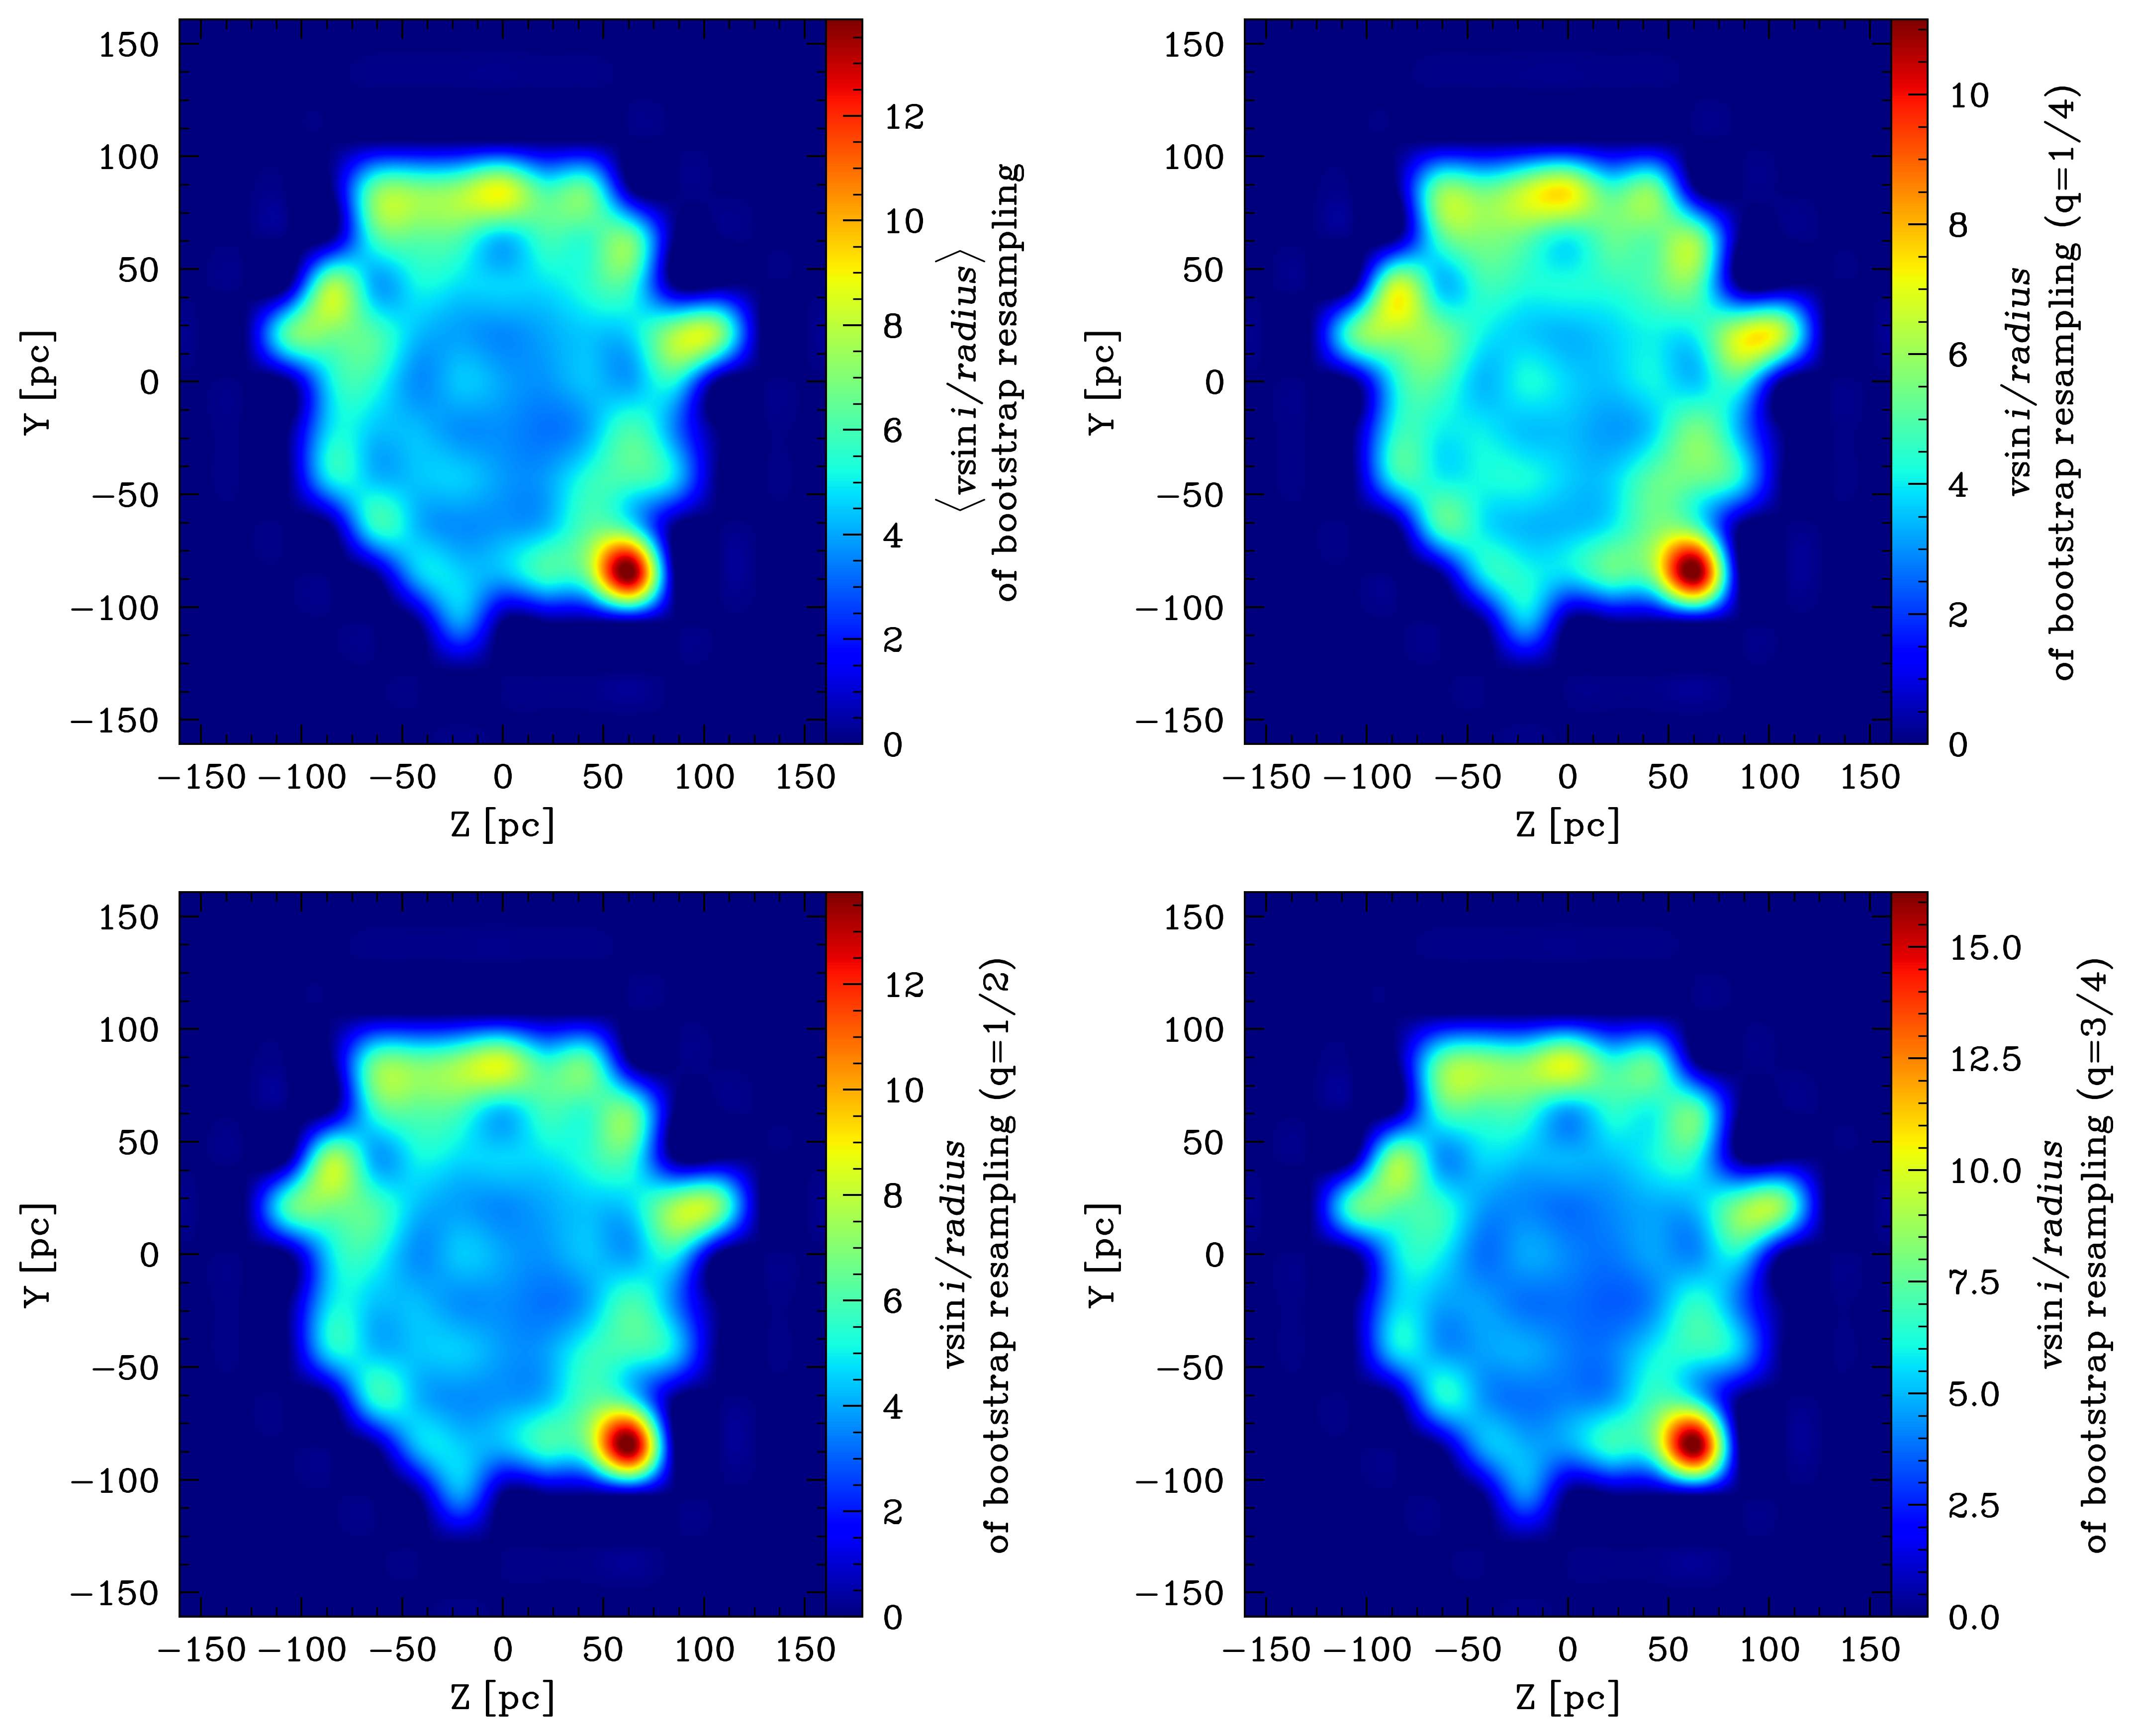 150
100
50
0
−50
−100
−150
Y [pc]
−150 −100 −50 0 50 100 150
Z [pc]
12
10
8
6
4
2
0
⟨vsin i/radius⟩
of bootstrap resampling
150
100
50
0
−50
−100
−150
Y [pc]
−150 −100 −50 0 50 100 150
Z [pc]
10
8
6
4
2
0
vsin i/radius
of bootstrap resampling (q=1/4)
150
100
50
0
−50
−100
−150
Y [pc]
−150 −100 −50 0 50 100 150
Z [pc]
12
10
8
6
4
2
0
vsin i/radius
of bootstrap resampling (q=1/2)
150
100
50
0
−50
−100
−150
Y [pc]
−150 −100 −50 0 50 100 150
Z [pc]
15.0
12.5
10.0
7.5
5.0
2.5
0.0
vsin i/radius
of bootstrap resampling (q=3/4)